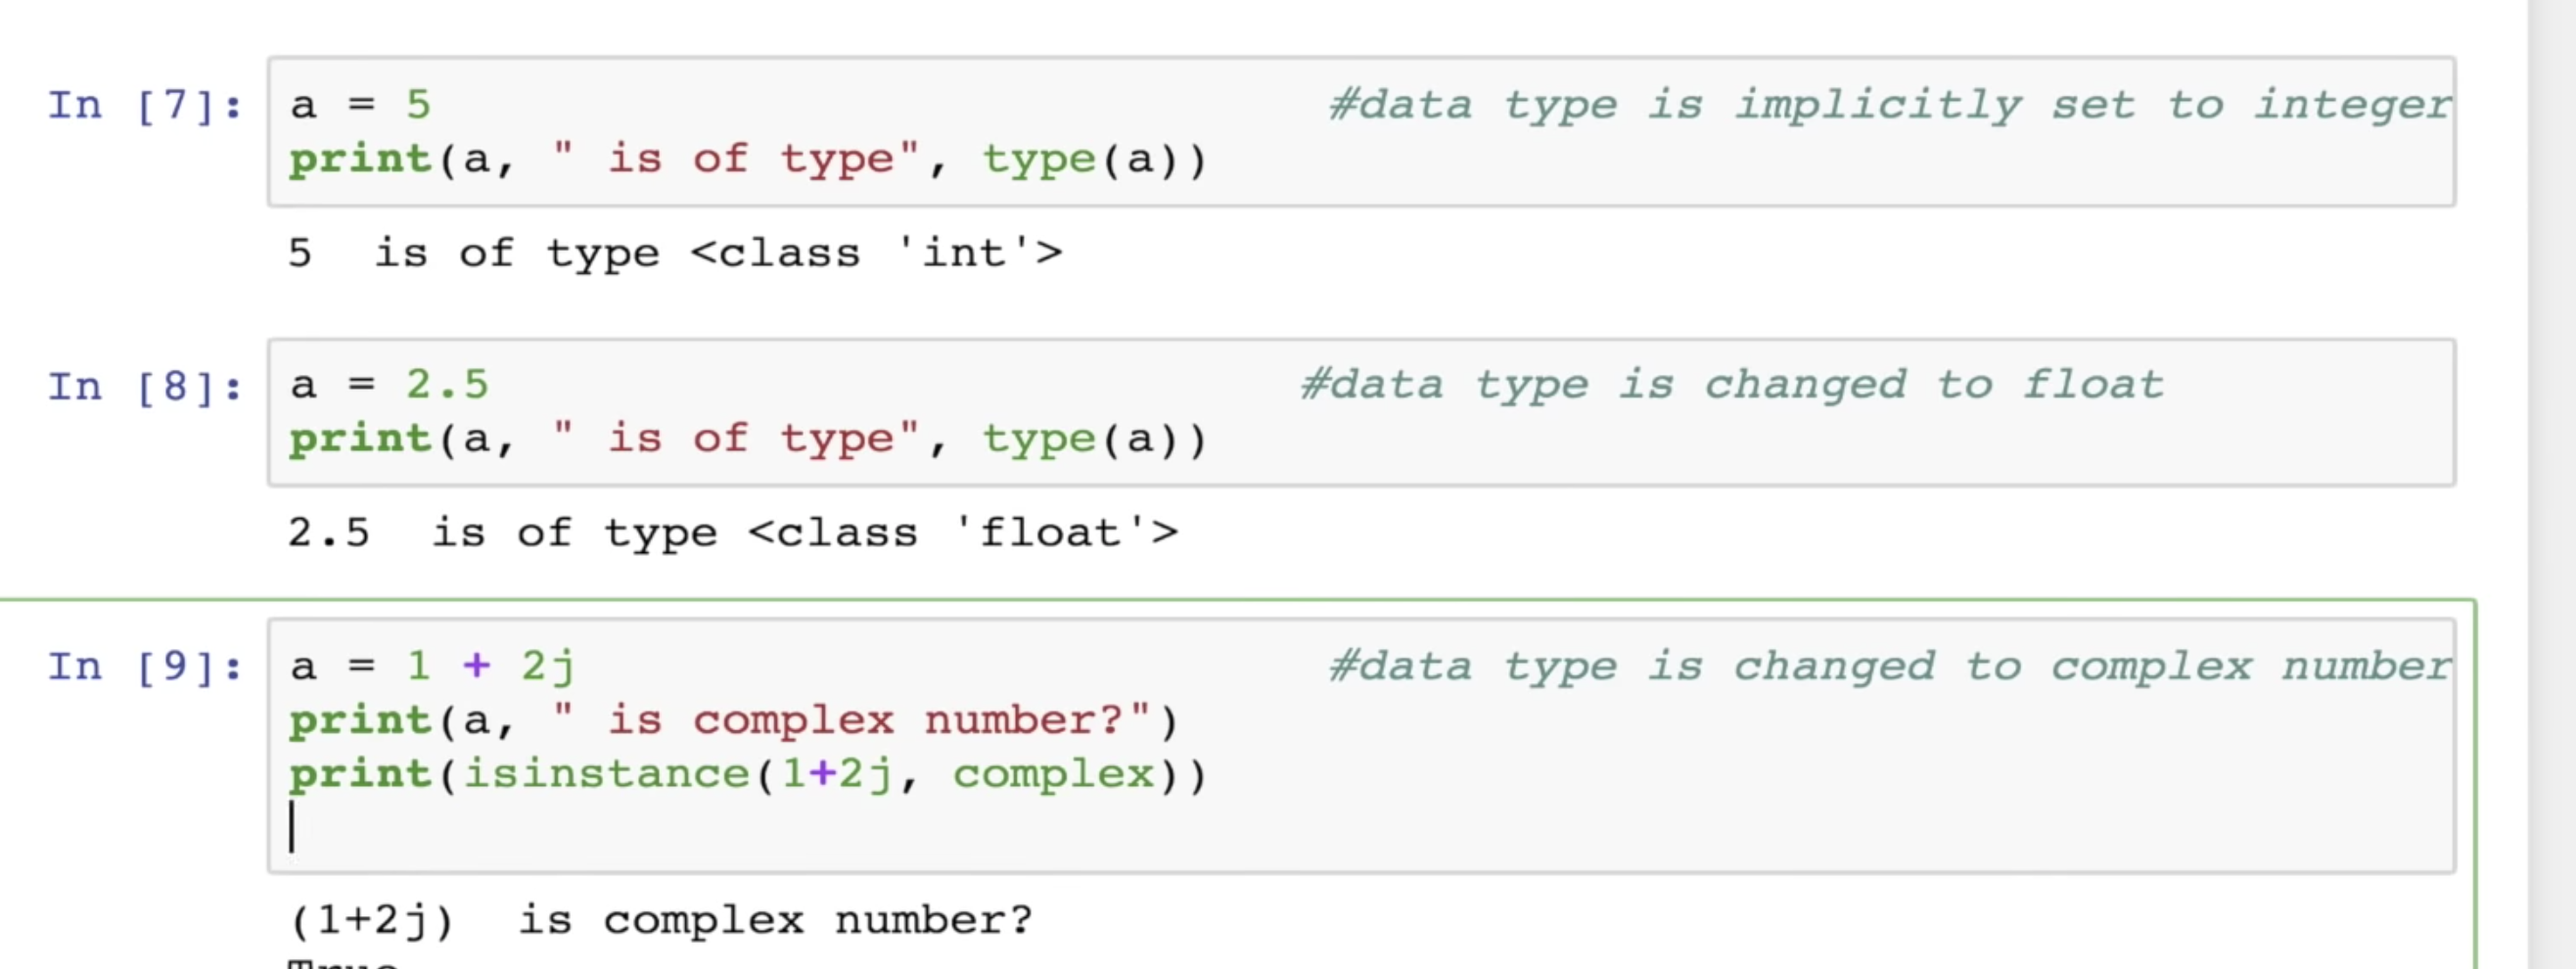 In [7]: a = 5 #data type is implicitly set to integer
print(a, " is of type", type(a))
5  is of type <class 'int'>
In [8]: a = 2.5 #data type is changed to float
print(a, " is of type", type(a))
2.5  is of type <class 'float'>
In [9]: a = 1 + 2j #data type is changed to complex number
print(a, " is complex number?")
print(isinstance(1+2j, complex))
(1+2j)  is complex number?
True